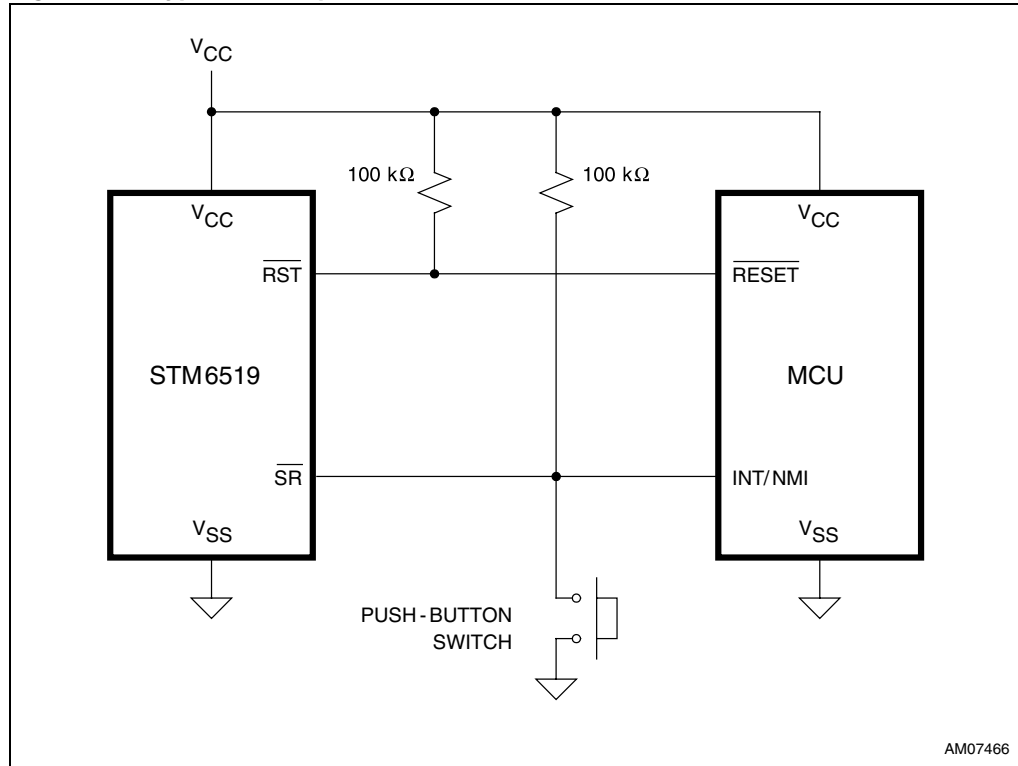 VCC
100 kΩ
100 kΩ
VCC
VCC
RST
RESET
STM6519
MCU
SR
INT/NMI
VSS
VSS
PUSH-BUTTON
SWITCH
AM07466